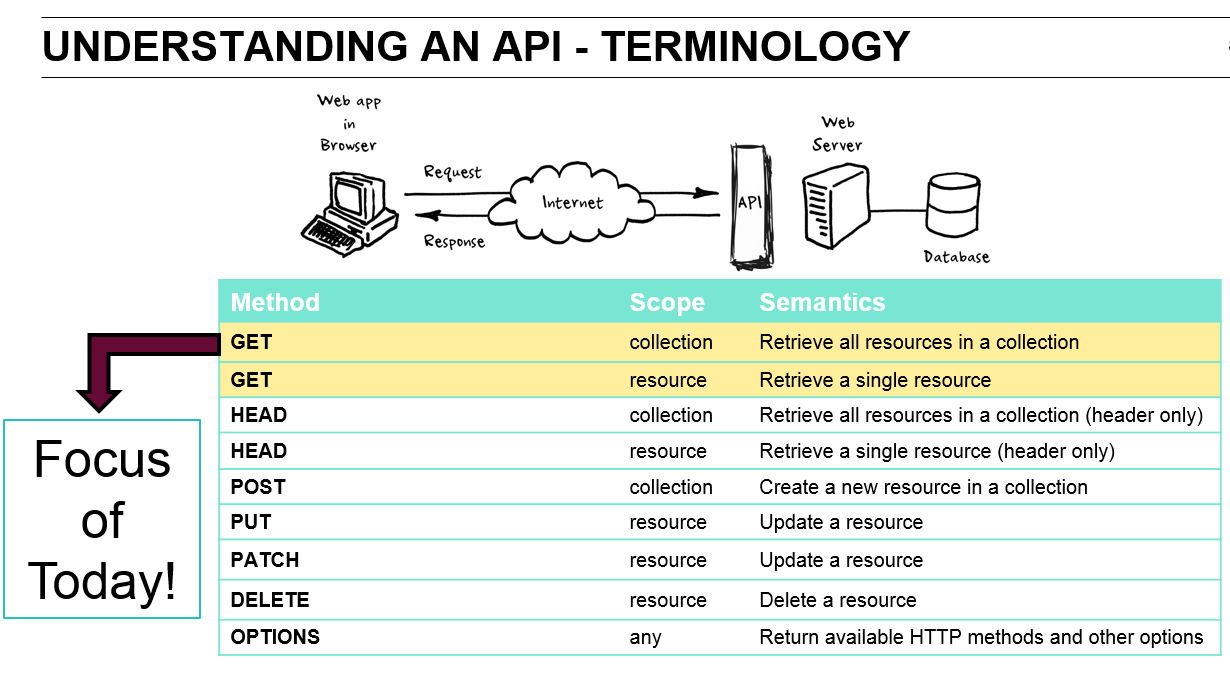 UNDERSTANDING AN API - TERMINOLOGY
Web app
in
Browser
Request
Internet
Response
API
Web
Server
Database
Method Scope Semantics
GET collection Retrieve all resources in a collection
GET resource Retrieve a single resource
HEAD collection Retrieve all resources in a collection (header only)
HEAD resource Retrieve a single resource (header only)
POST collection Create a new resource in a collection
PUT resource Update a resource
PATCH resource Update a resource
DELETE resource Delete a resource
OPTIONS any Return available HTTP methods and other options
Focus
of
Today!